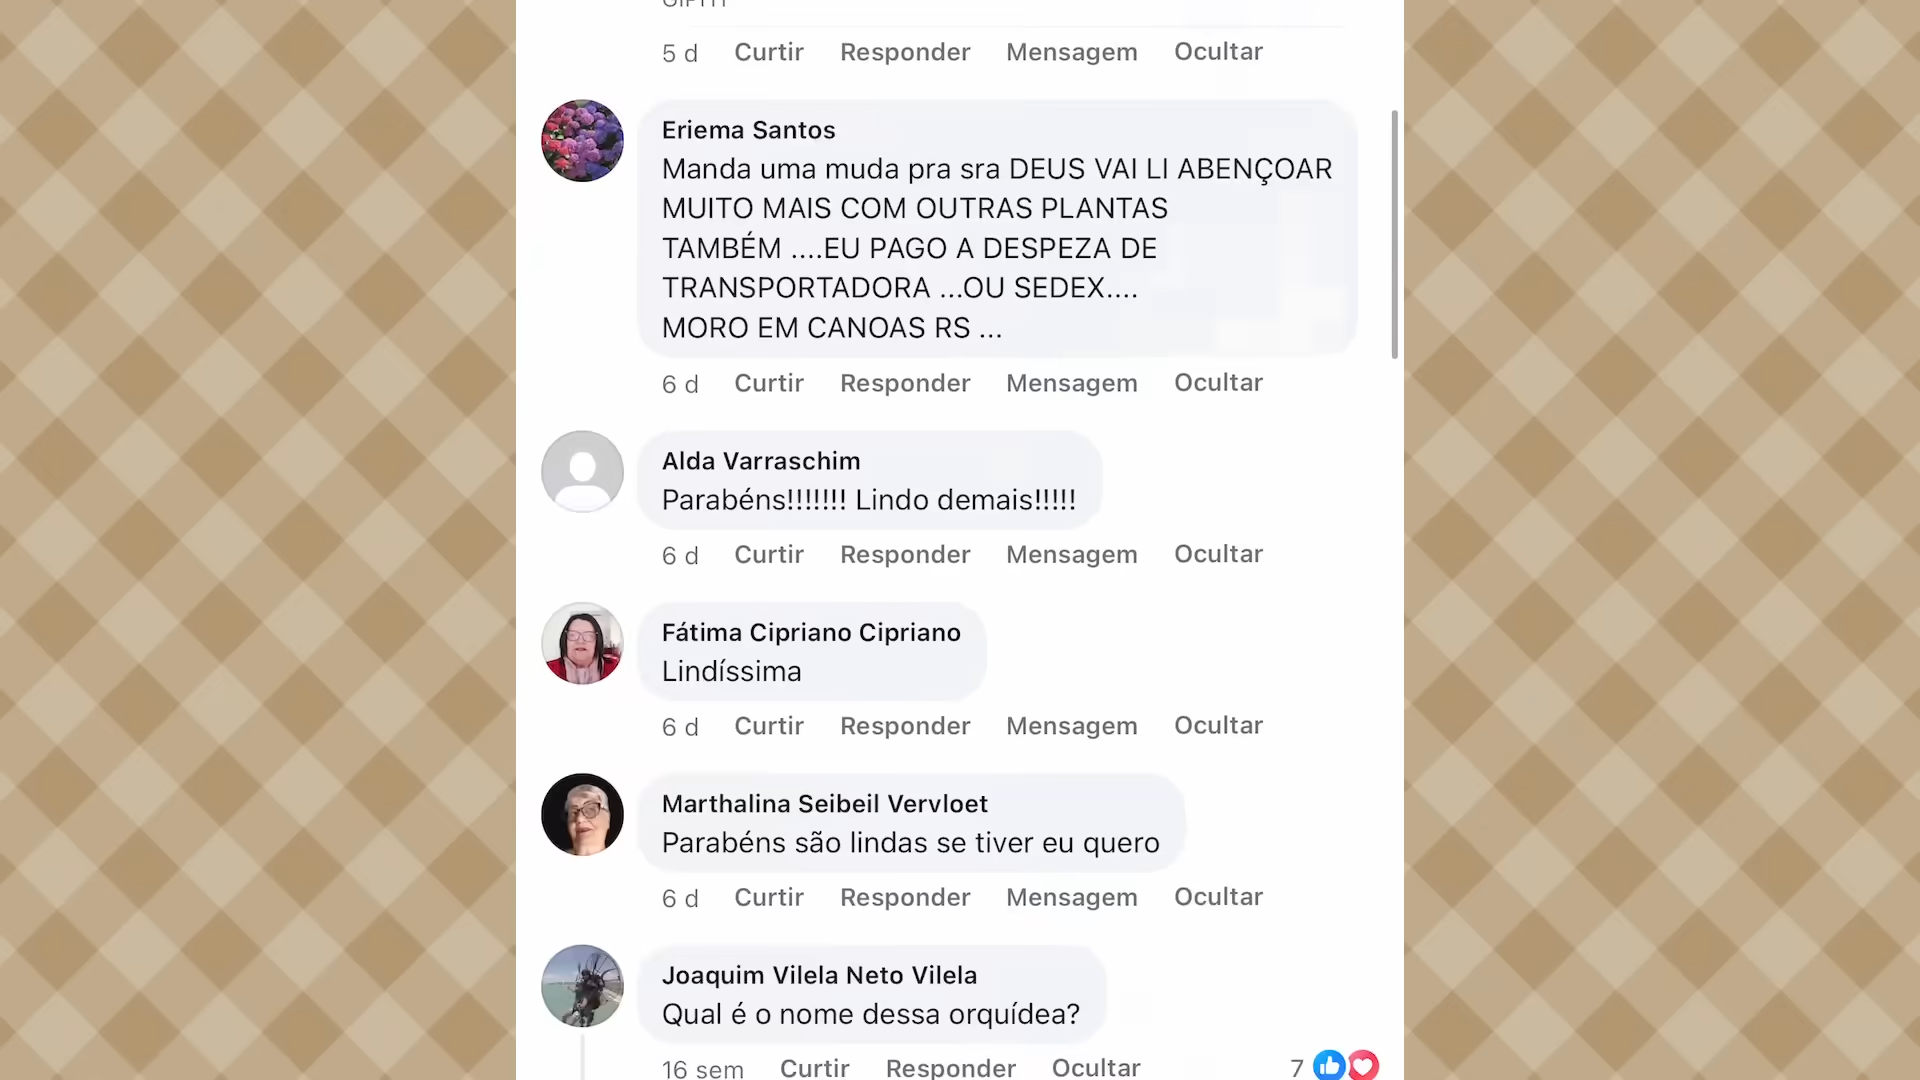 5 d Curtir Responder Mensagem Ocultar
Eriema Santos
Manda uma muda pra sra DEUS VAI LI ABENÇOAR
MUITO MAIS COM OUTRAS PLANTAS
TAMBÉM ....EU PAGO A DESPEZA DE
TRANSPORTADORA ...OU SEDEX....
MORO EM CANOAS RS ...
6 d Curtir Responder Mensagem Ocultar
Alda Varraschim
Parabéns!!!!!!! Lindo demais!!!!!
6 d Curtir Responder Mensagem Ocultar
Fátima Cipriano Cipriano
Lindíssima
6 d Curtir Responder Mensagem Ocultar
Marthalina Seibeil Vervloet
Parabéns são lindas se tiver eu quero
6 d Curtir Responder Mensagem Ocultar
Joaquim Vilela Neto Vilela
Qual é o nome dessa orquídea?
16 sem Curtir Responder Ocultar 7